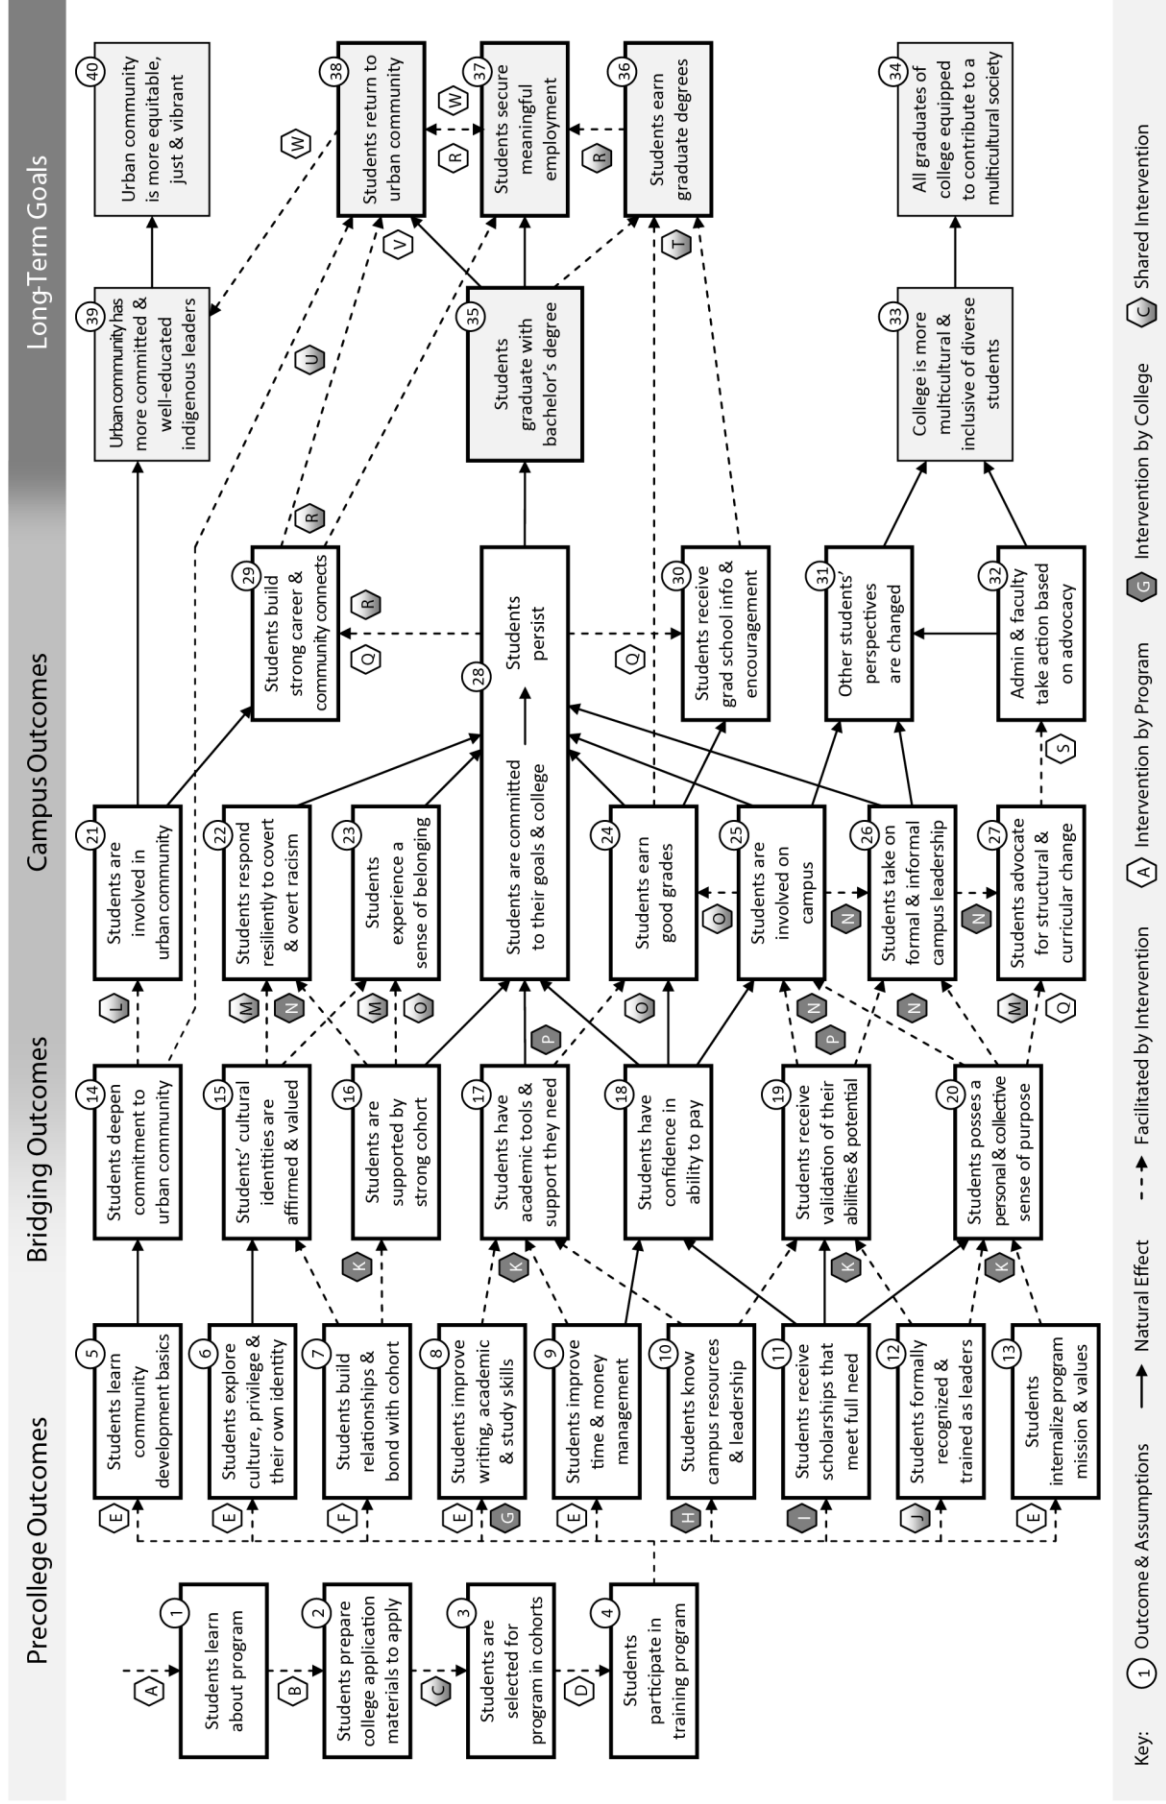 Precollege Outcomes
Bridging Outcomes
Campus Outcomes
Long-Term Goals
A
1
Students learn
about program
B
2
Students prepare
college application
materials to apply
C
3
Students are
selected for
program in cohorts
D
4
Students
participate in
training program
E
5
Students learn
community
development basics
E
6
Students explore
culture, privilege &
their own identity
F
7
Students build
relationships &
bond with cohort
E
G
8
Students improve
writing, academic
& study skills
E
9
Students improve
time & money
management
H
10
Students know
campus resources
& leadership
I
11
Students receive
scholarships that
meet full need
J
12
Students formally
recognized &
trained as leaders
E
13
Students
internalize program
mission & values
K
K
K
K
14
Students deepen
commitment to
urban community
15
Students' cultural
identities are
affirmed & valued
16
Students are
supported by
strong cohort
17
Students have
academic tools &
support they need
18
Students have
confidence in
ability to pay
19
Students receive
validation of their
abilities & potential
20
Students posses a
personal & collective
sense of purpose
L
M
N
M
O
P
O
N
P
N
M
Q
21
Students are
involved in
urban community
22
Students respond
resiliently to covert
& overt racism
23
Students
experience a
sense of belonging
28
Students are committed
to their goals & college
Students
persist
24
Students earn
good grades
O
25
Students are
involved on
campus
N
26
Students take on
formal & informal
campus leadership
N
27
Students advocate
for structural &
curricular change
S
29
Students build
strong career &
community connects
Q
R
Q
30
Students receive
grad school info &
encouragement
31
Other students'
perspectives
are changed
32
Admin & faculty
take action based
on advocacy
R
U
39
Urban community has
more committed &
well-educated
indigenous leaders
35
Students
graduate with
bachelor's degree
33
College is more
multicultural &
inclusive of diverse
students
V
T
W
40
Urban community
is more equitable,
just & vibrant
38
Students return to
urban community
R
W
37
Students secure
meaningful
employment
R
36
Students earn
graduate degrees
34
All graduates of
college equipped
to contribute to a
multicultural society
Key:
1 Outcome & Assumptions
Natural Effect
Facilitated by Intervention
A Intervention by Program
G Intervention by College
C Shared Intervention